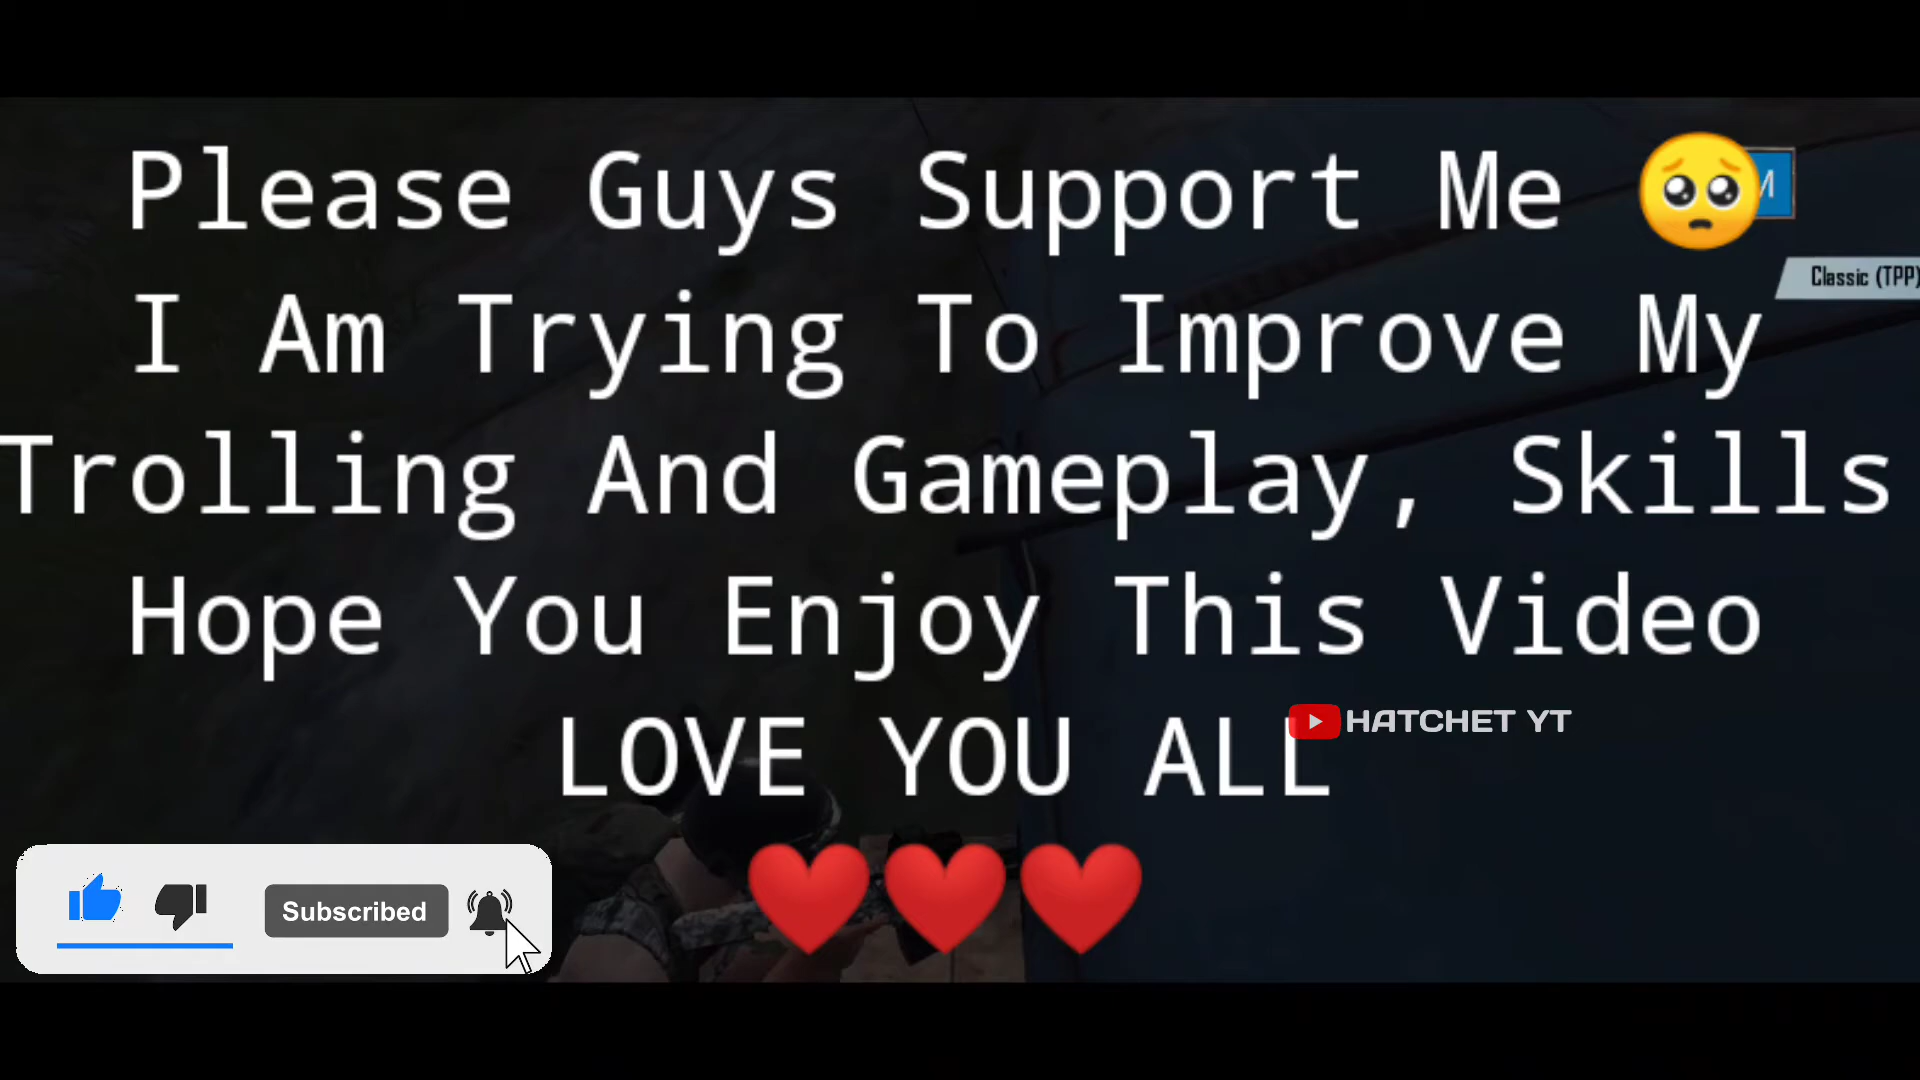 Please Guys Support Me 🥺
M
Classic (TPP)
I Am Trying To Improve My
Trolling And Gameplay, Skills
Hope You Enjoy This Video
HATCHET YT
LOVE YOU ALL
❤️❤️❤️
Subscribed